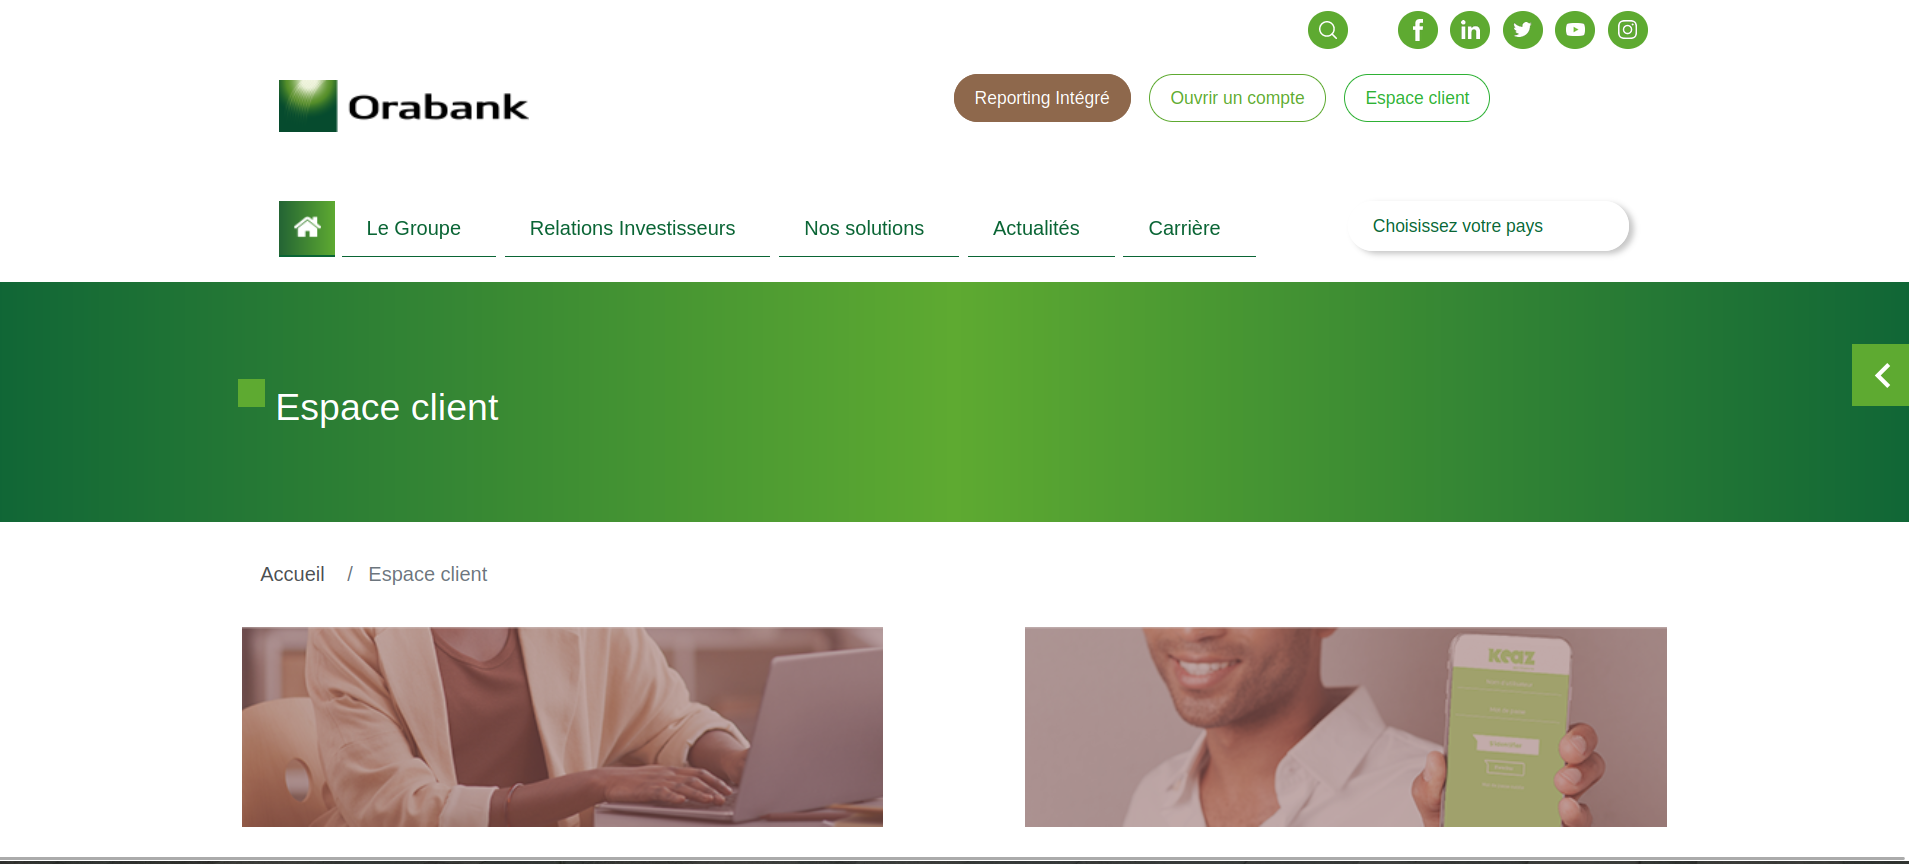 Orabank
Reporting Intégré
Ouvrir un compte
Espace client
Le Groupe
Relations Investisseurs
Nos solutions
Actualités
Carrière
Choisissez votre pays
Espace client
Accueil / Espace client
Keaz